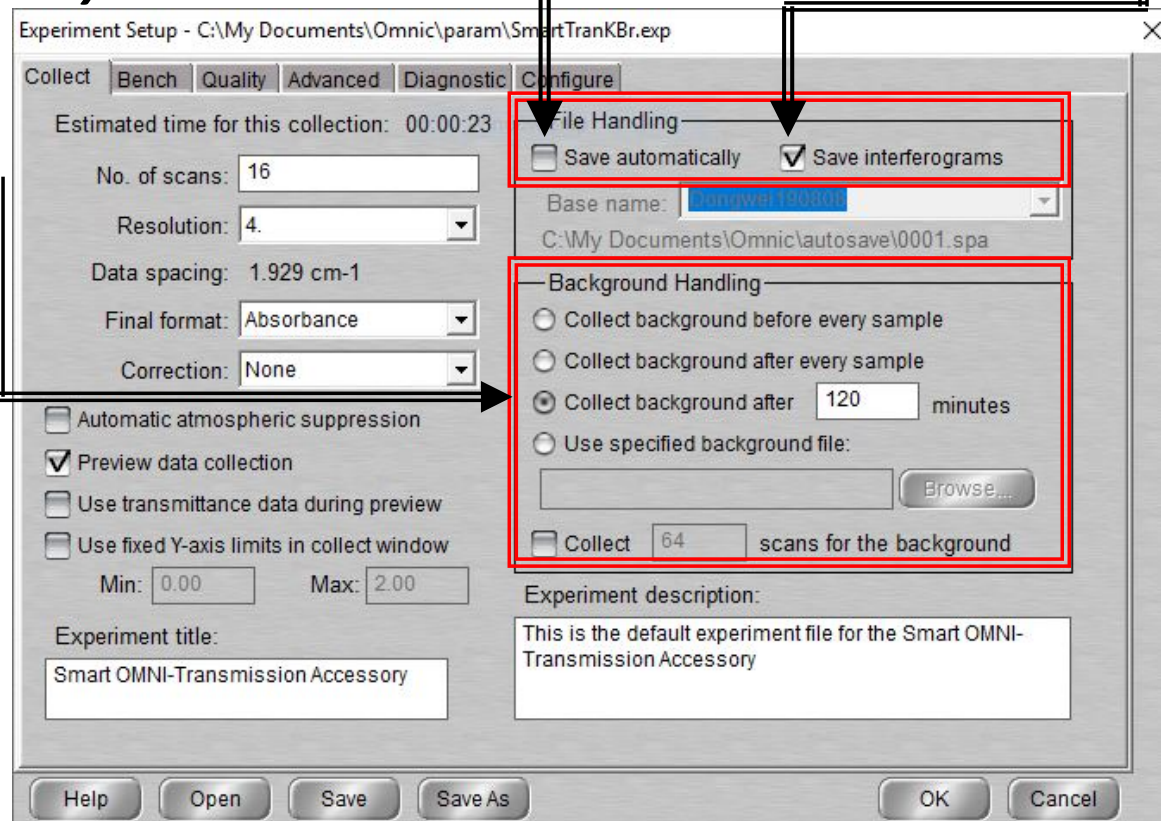 Experiment Setup - C:\My Documents\Omnic\param\SmartTranKBr.exp
Collect Bench Quality Advanced Diagnostic Configure
Estimated time for this collection: 00:00:23
No. of scans: 16
Resolution: 4.
Data spacing: 1.929 cm-1
Final format: Absorbance
Correction: None
Automatic atmospheric suppression
Preview data collection
Use transmittance data during preview
Use fixed Y-axis limits in collect window
Min: 0.00 Max: 2.00
Experiment title:
Smart OMNI-Transmission Accessory
File Handling
Save automatically Save interferograms
Base name: Dongwei190808
C:\My Documents\Omnic\autosave\0001.spa
Background Handling
Collect background before every sample
Collect background after every sample
Collect background after 120 minutes
Use specified background file:
Browse...
Collect 64 scans for the background
Experiment description:
This is the default experiment file for the Smart OMNI-
Transmission Accessory
Help Open Save Save As OK Cancel